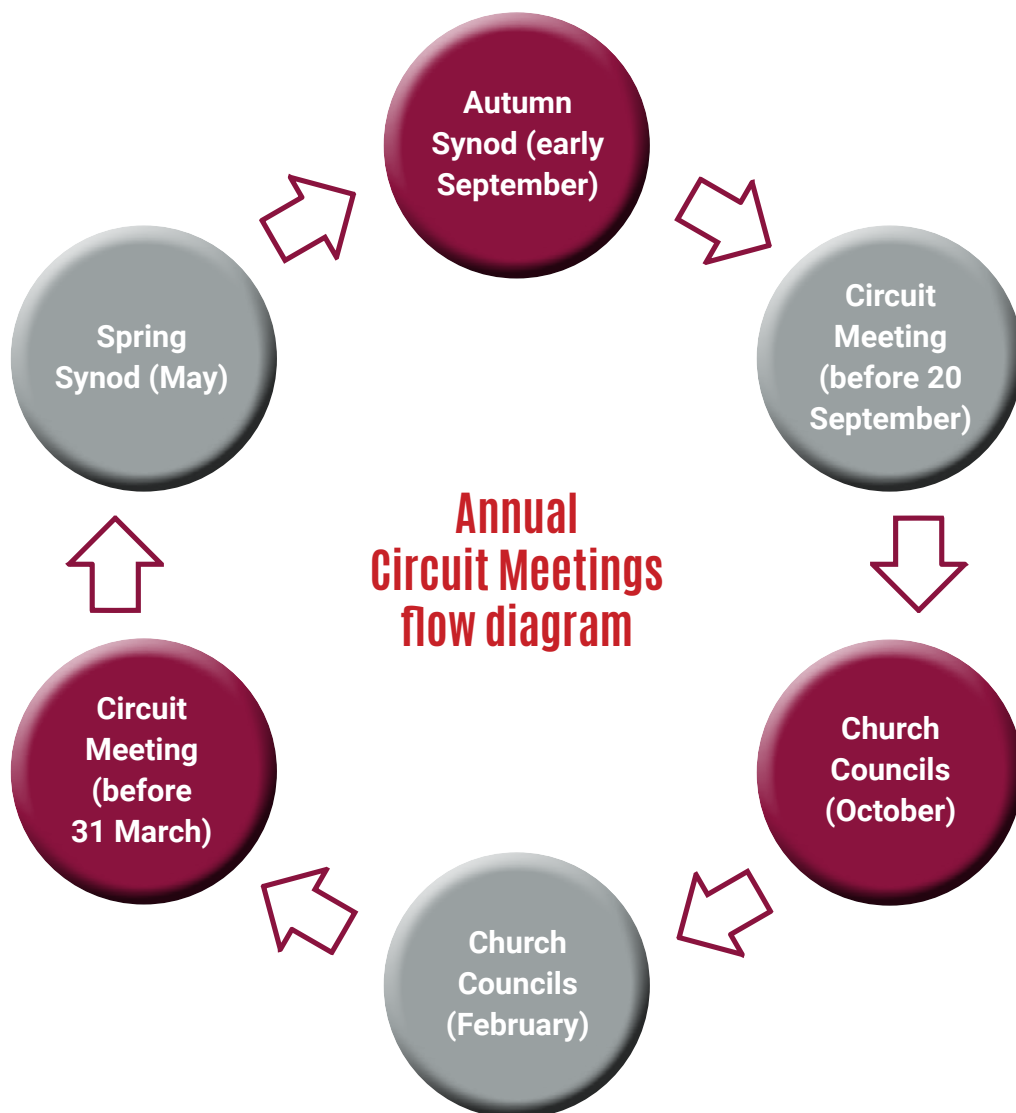 Autumn
Synod (early
September)
Circuit
Meeting
(before 20
September)
Church
Councils
(October)
Church
Councils
(February)
Circuit
Meeting
(before
31 March)
Spring
Synod (May)
Annual
Circuit Meetings
flow diagram